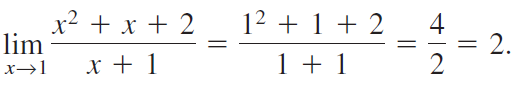 lim x→1 (x² + x + 2)/(x + 1) = (1² + 1 + 2)/(1 + 1) = 4/2 = 2.